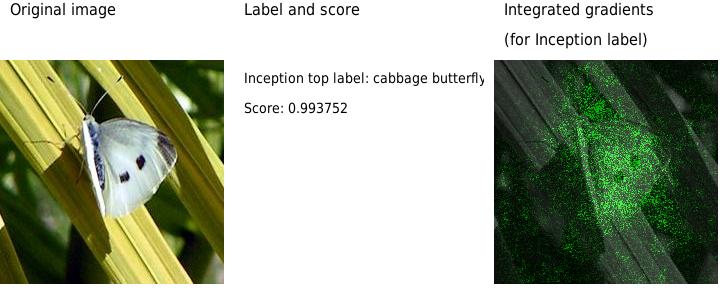 Original image
Label and score
Integrated gradients
(for Inception label)
Inception top label: cabbage butterfly
Score: 0.993752